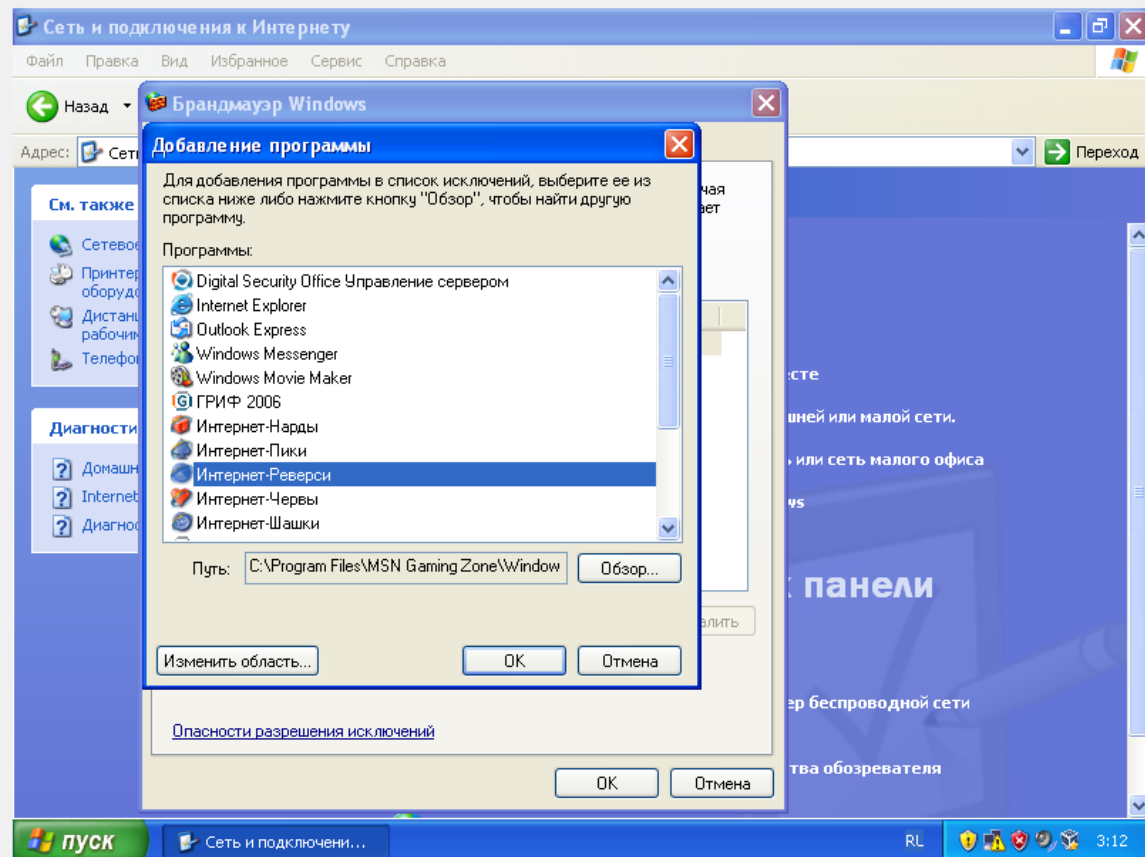 Сеть и подключения к Интернету
Файл Правка Вид Избранное Сервис Справка
Назад
Брандмауэр Windows
Адрес:
Переход
Добавление программы
Для добавления программы в список исключений, выберите ее из
списка ниже либо нажмите кнопку "Обзор", чтобы найти другую
программу.
Программы:
Digital Security Office Управление сервером
Internet Explorer
Outlook Express
Windows Messenger
Windows Movie Maker
ГРИФ 2006
Интернет-Нарды
Интернет-Пики
Интернет-Реверси
Интернет-Червы
Интернет-Шашки
Путь: C:\Program Files\MSN Gaming Zone\Window
Обзор...
Изменить область...
OK
Отмена
См. также
Internet
Опасности разрешения исключений
OK
Отмена
шней или малой сети.
или сеть малого офиса
панели
ер беспроводной сети
тва обозревателя
пуск
Сеть и подключени...
RL
3:12